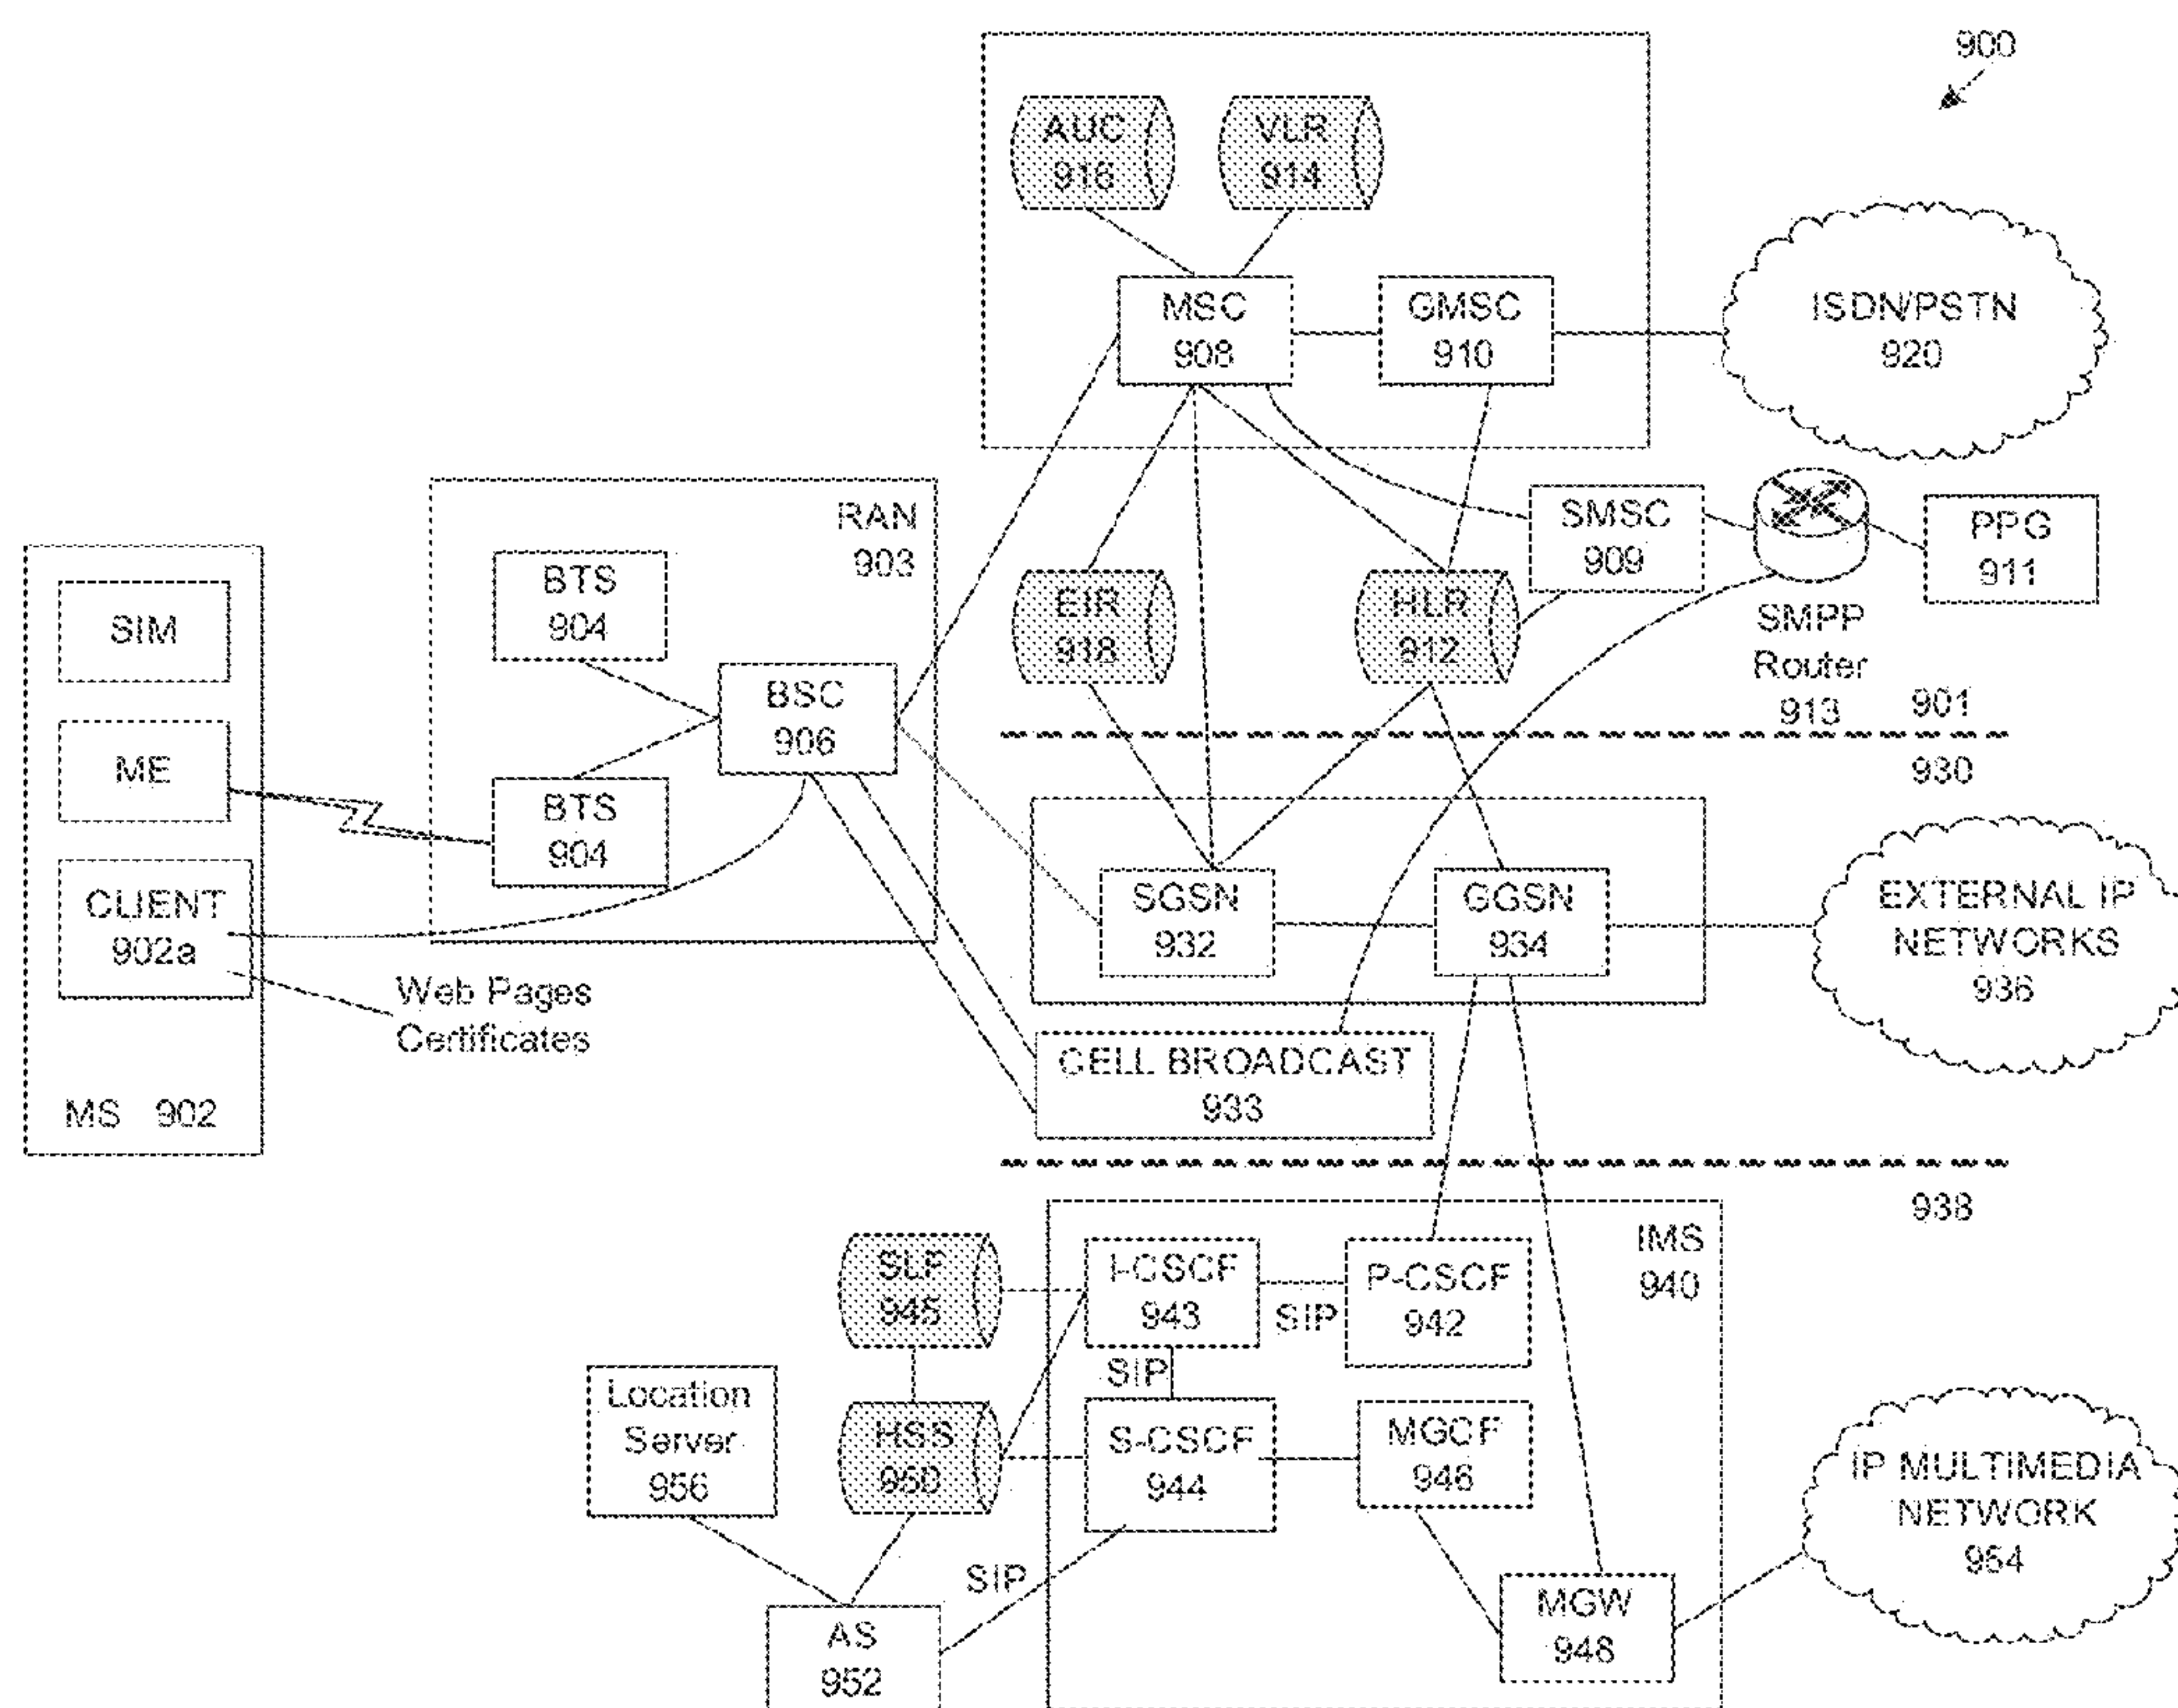 900
AUC
916
VLR
914
MSC
908
GMSC
910
ISDN/PSTN
920
RAN
903
BTS
904
BSC
906
BTS
904
SIM
ME
CLIENT
902a
Web Pages
Certificates
MS 902
EIR
918
HLR
912
SMSC
909
SMPP
Router
913
PPG
911
901
930
SGSN
932
GGSN
934
EXTERNAL IP
NETWORKS
936
CELL BROADCAST
933
938
IMS
940
SLF
945
I-CSCF
943
SIP
P-CSCF
942
SIP
Location
Server
956
HSS
950
S-CSCF
944
MGCF
946
IP MULTIMEDIA
NETWORK
954
SIP
AS
952
MGW
948